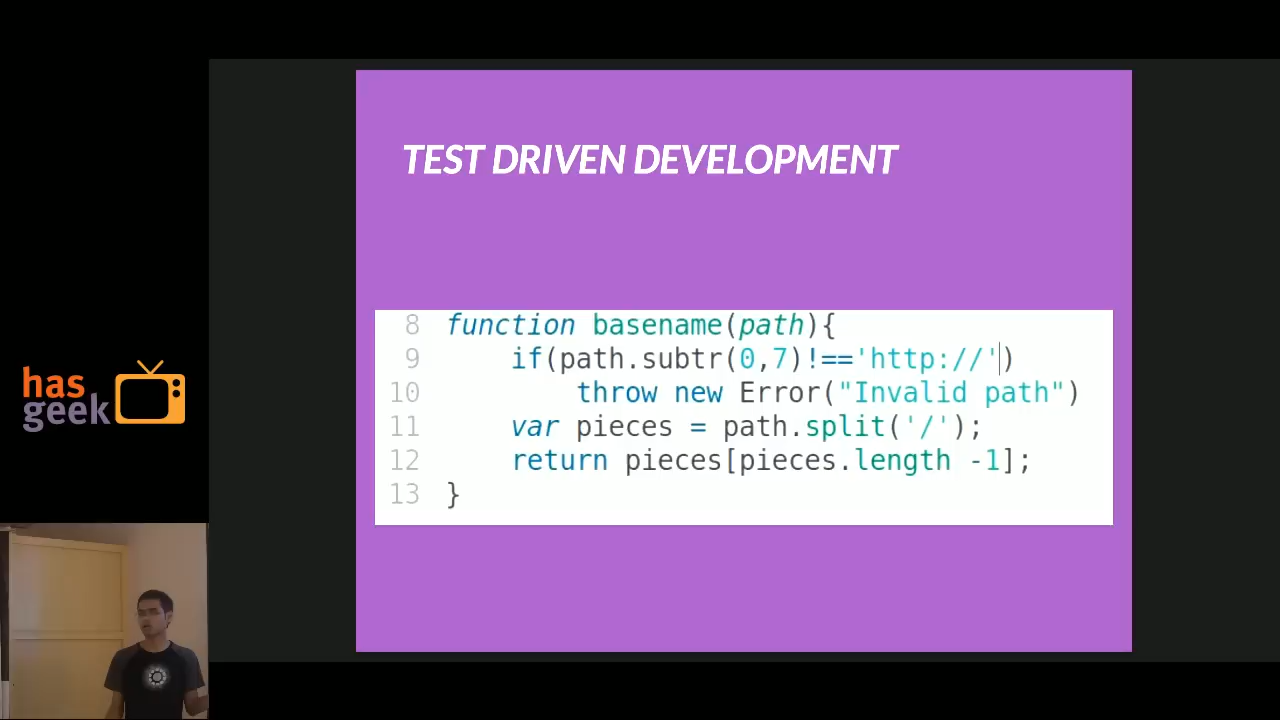 TEST DRIVEN DEVELOPMENT
8 function basename(path){
9 if(path.subtr(0,7)!=='http://')
10 throw new Error("Invalid path")
11 var pieces = path.split('/');
12 return pieces[pieces.length -1];
13 }
has
geek